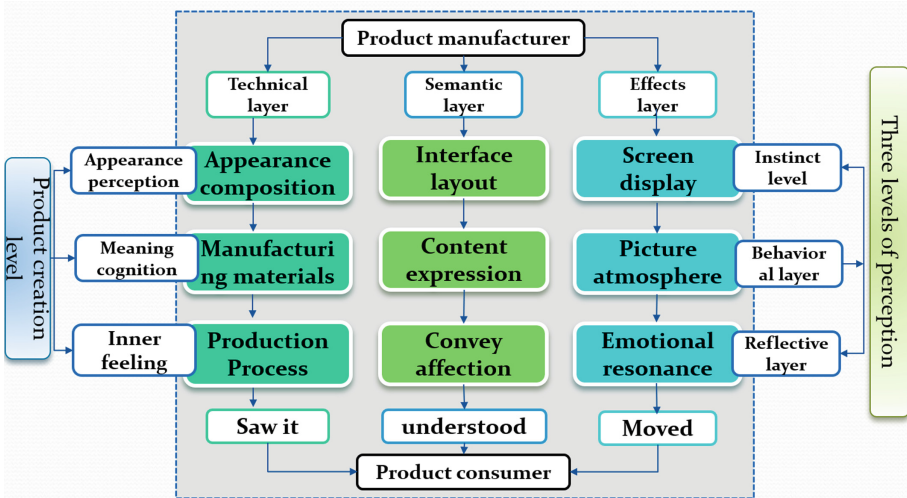 Product manufacturer
Technical
layer
Semantic
layer
Effects
layer
Product creation
level
Appearance
perception
Appearance
composition
Interface
layout
Screen
display
Instinct
level
Three levels of perception
Meaning
cognition
Manufacturi
ng materials
Content
expression
Picture
atmosphere
Behavior
al layer
Inner
feeling
Production
Process
Convey
affection
Emotional
resonance
Reflective
layer
Saw it
understood
Moved
Product consumer